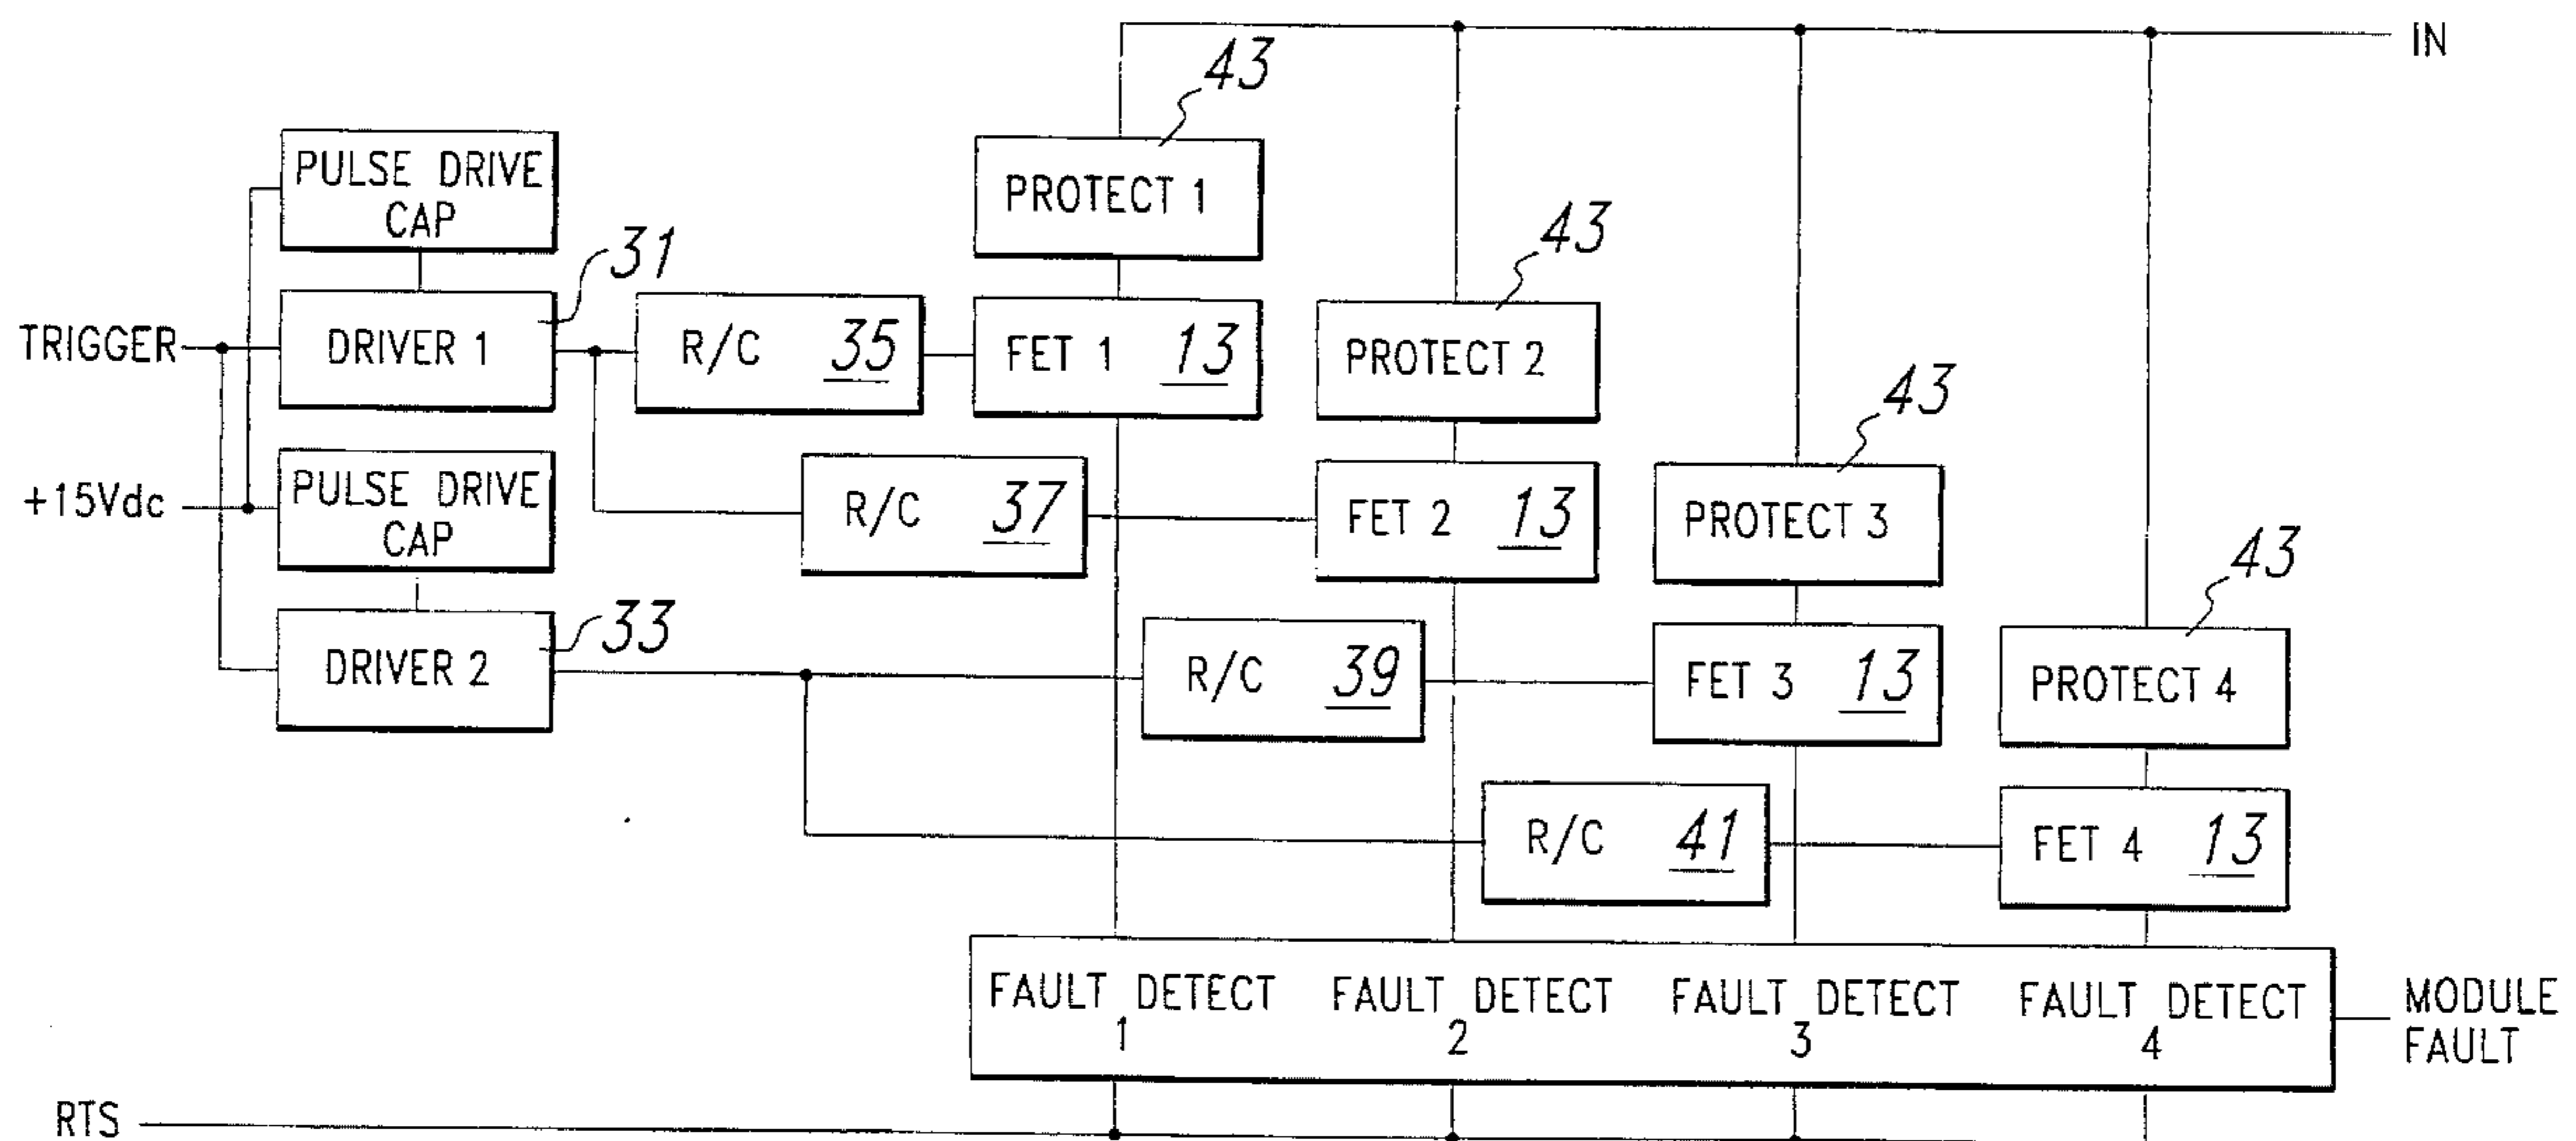 IN
43
PULSE DRIVE
CAP
PROTECT 1
43
31
TRIGGER
DRIVER 1
R/C 35
FET 1 13
PROTECT 2
43
+15Vdc
PULSE DRIVE
CAP
R/C 37
FET 2 13
PROTECT 3
43
33
DRIVER 2
R/C 39
FET 3 13
PROTECT 4
R/C 41
FET 4 13
FAULT DETECT
1
FAULT DETECT
2
FAULT DETECT
3
FAULT DETECT
4
MODULE
FAULT
RTS